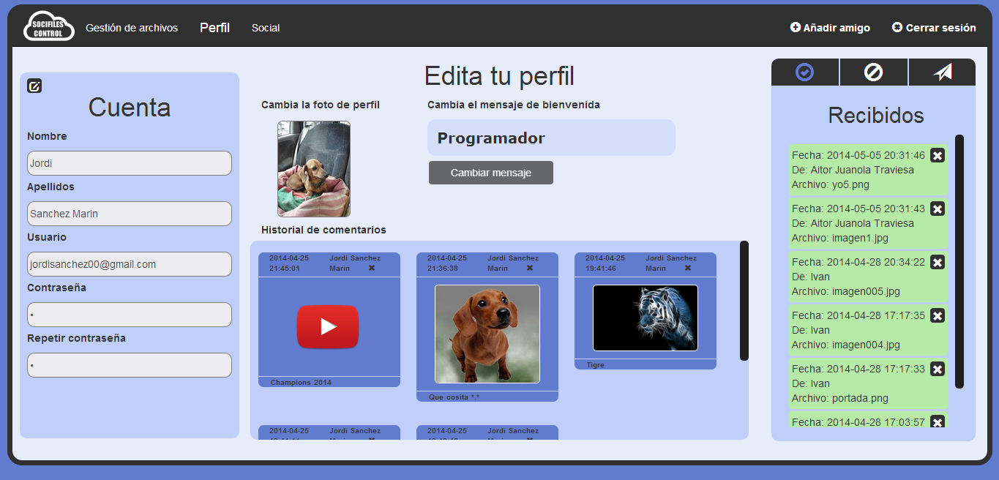 SOCIFILES
CONTROL
Gestión de archivos
Perfil
Social
Añadir amigo
Cerrar sesión
Cuenta
Nombre
Jordi
Apellidos
Sanchez Marin
Usuario
jordisanchez00@gmail.com
Contraseña
•
Repetir contraseña
•
Edita tu perfil
Cambia la foto de perfil
Cambia el mensaje de bienvenida
Programador
Cambiar mensaje
Historial de comentarios
2014-04-25
21:45:01
Jordi Sanchez
Marin
Champions 2014
2014-04-25
21:36:38
Jordi Sanchez
Marin
Que cosita *.*
2014-04-25
19:41:46
Jordi Sanchez
Marin
Tigre
2014-04-25
Jordi Sanchez
2014-04-25
Jordi Sanchez
Recibidos
Fecha: 2014-05-05 20:31:46
De: Aitor Juanola Traviesa
Archivo: yo5.png
Fecha: 2014-05-05 20:31:43
De: Aitor Juanola Traviesa
Archivo: imagen1.jpg
Fecha: 2014-04-28 20:34:22
De: Ivan
Archivo: imagen005.jpg
Fecha: 2014-04-28 17:17:35
De: Ivan
Archivo: imagen004.jpg
Fecha: 2014-04-28 17:17:33
De: Ivan
Archivo: portada.png
Fecha: 2014-04-28 17:03:57